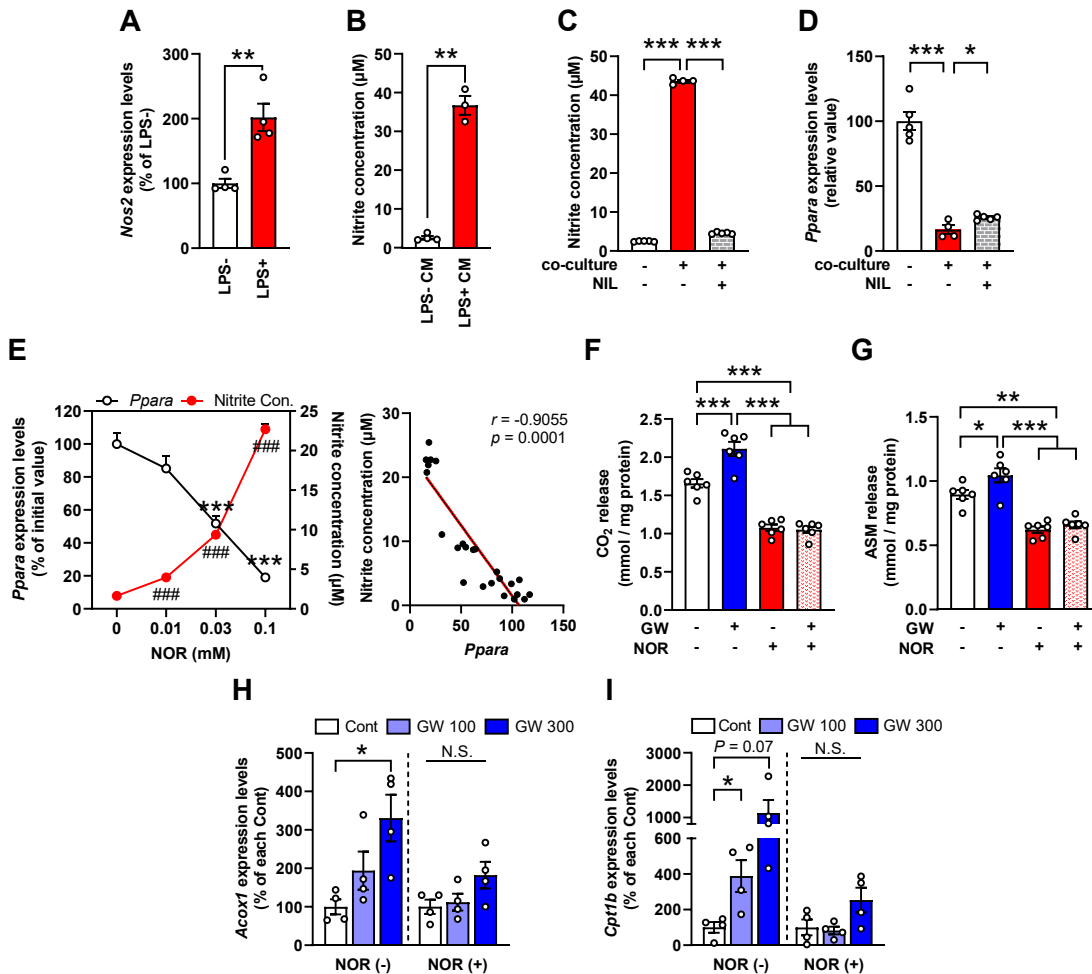 A
Nos2 expression levels
(% of LPS-)
300
200
100
0
**
LPS-
LPS+
B
Nitrite concentration (μM)
50
40
30
20
10
0
**
LPS- CM
LPS+ CM
C
Nitrite concentration (μM)
50
40
20
10
0
*** ***
co-culture - + +
NIL - - +
D
Ppara expression levels
(relative value)
150
100
50
0
*** *
co-culture - + +
NIL - - +
E
Ppara Nitrite Con.
Ppara expression levels
(% of initial value)
120
100
80
60
40
20
0
25
20
15
10
5
0
Nitrite concentration (μM)
***
***
###
###
###
0 0.01 0.03 0.1
NOR (mM)
r = -0.9055
p = 0.0001
Nitrite concentration (μM)
40
30
20
10
0
0 50 100 150
Ppara
F
CO2 release
(mmol / mg protein)
2.5
2.0
1.5
1.0
0.0
***
*** ***
GW - + - +
NOR - - + +
G
ASM release
(mmol / mg protein)
1.5
1.0
0.5
0.0
**
* ***
GW - + - +
NOR - - + +
H
Cont GW 100 GW 300
Acox1 expression levels
(% of each Cont)
500
400
300
200
100
0
*
N.S.
NOR (-) NOR (+)
I
Cont GW 100 GW 300
Cpt1b expression levels
(% of each Cont)
3000
2000
1000
600
400
200
0
P = 0.07
*
N.S.
NOR (-) NOR (+)